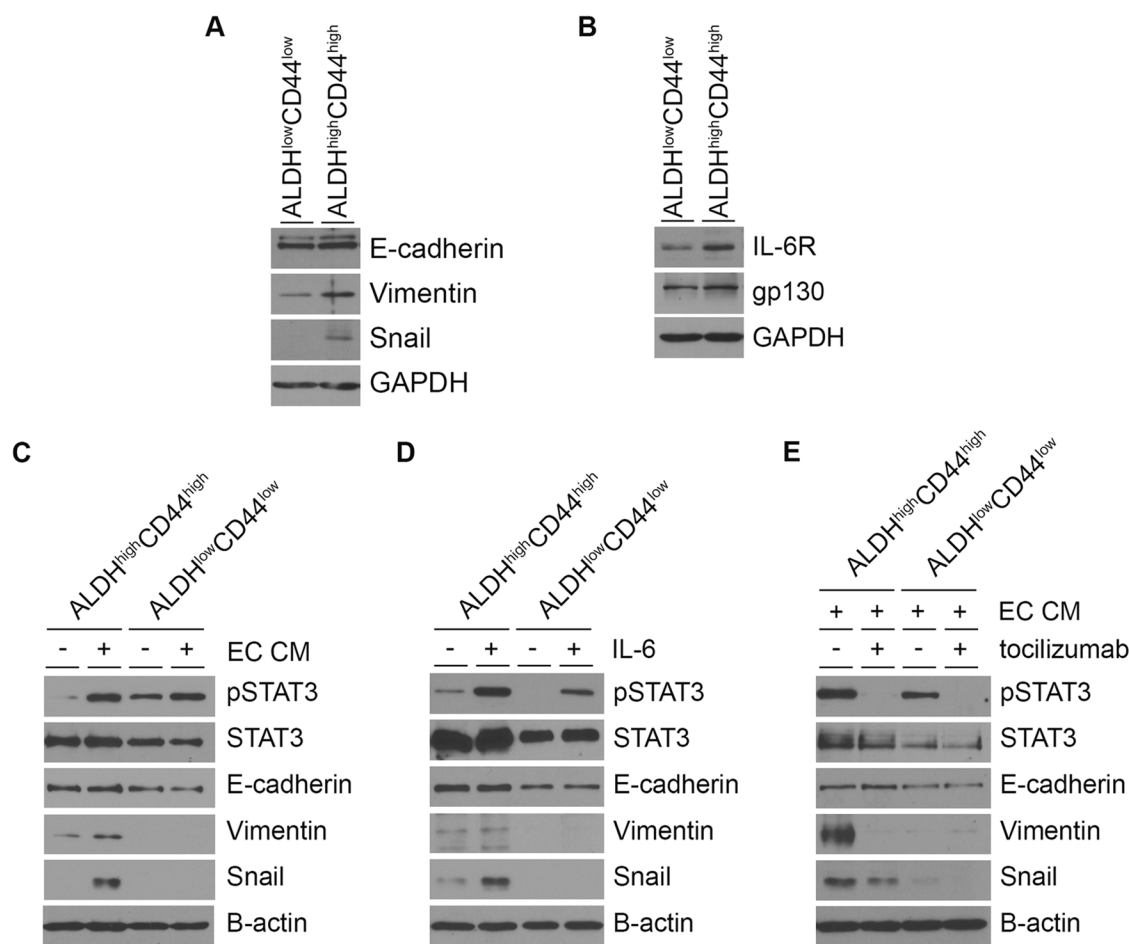 A
ALDHlowCD44low
ALDHhighCD44high
E-cadherin
Vimentin
Snail
GAPDH
B
ALDHlowCD44low
ALDHhighCD44high
IL-6R
gp130
GAPDH
C
ALDHhighCD44high
ALDHlowCD44low
- + - + EC CM
pSTAT3
STAT3
E-cadherin
Vimentin
Snail
B-actin
D
ALDHhighCD44high
ALDHlowCD44low
- + - + IL-6
pSTAT3
STAT3
E-cadherin
Vimentin
Snail
B-actin
E
ALDHhighCD44high
ALDHlowCD44low
+ + + + EC CM
- + - + tocilizumab
pSTAT3
STAT3
E-cadherin
Vimentin
Snail
B-actin